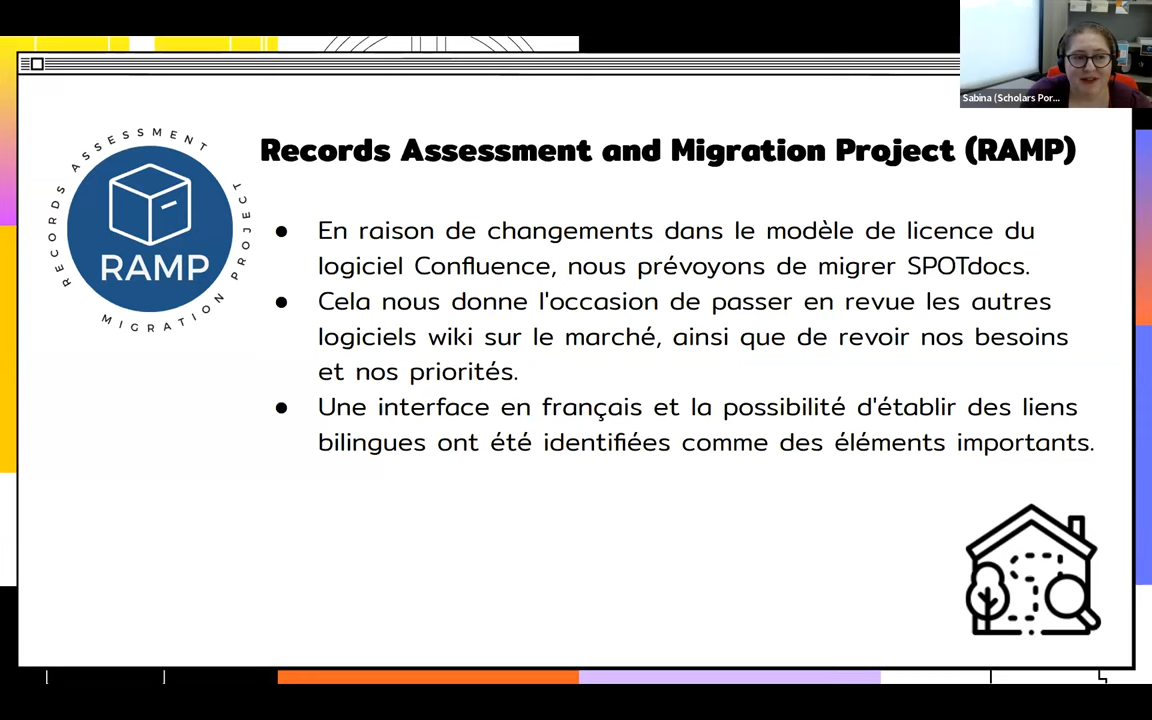 Sabina (Scholars Por...
RECORDS ASSESSMENT
MIGRATION PROJECT
RAMP
Records Assessment and Migration Project (RAMP)
● En raison de changements dans le modèle de licence du
logiciel Confluence, nous prévoyons de migrer SPOTdocs.
● Cela nous donne l'occasion de passer en revue les autres
logiciels wiki sur le marché, ainsi que de revoir nos besoins
et nos priorités.
● Une interface en français et la possibilité d'établir des liens
bilingues ont été identifiées comme des éléments importants.